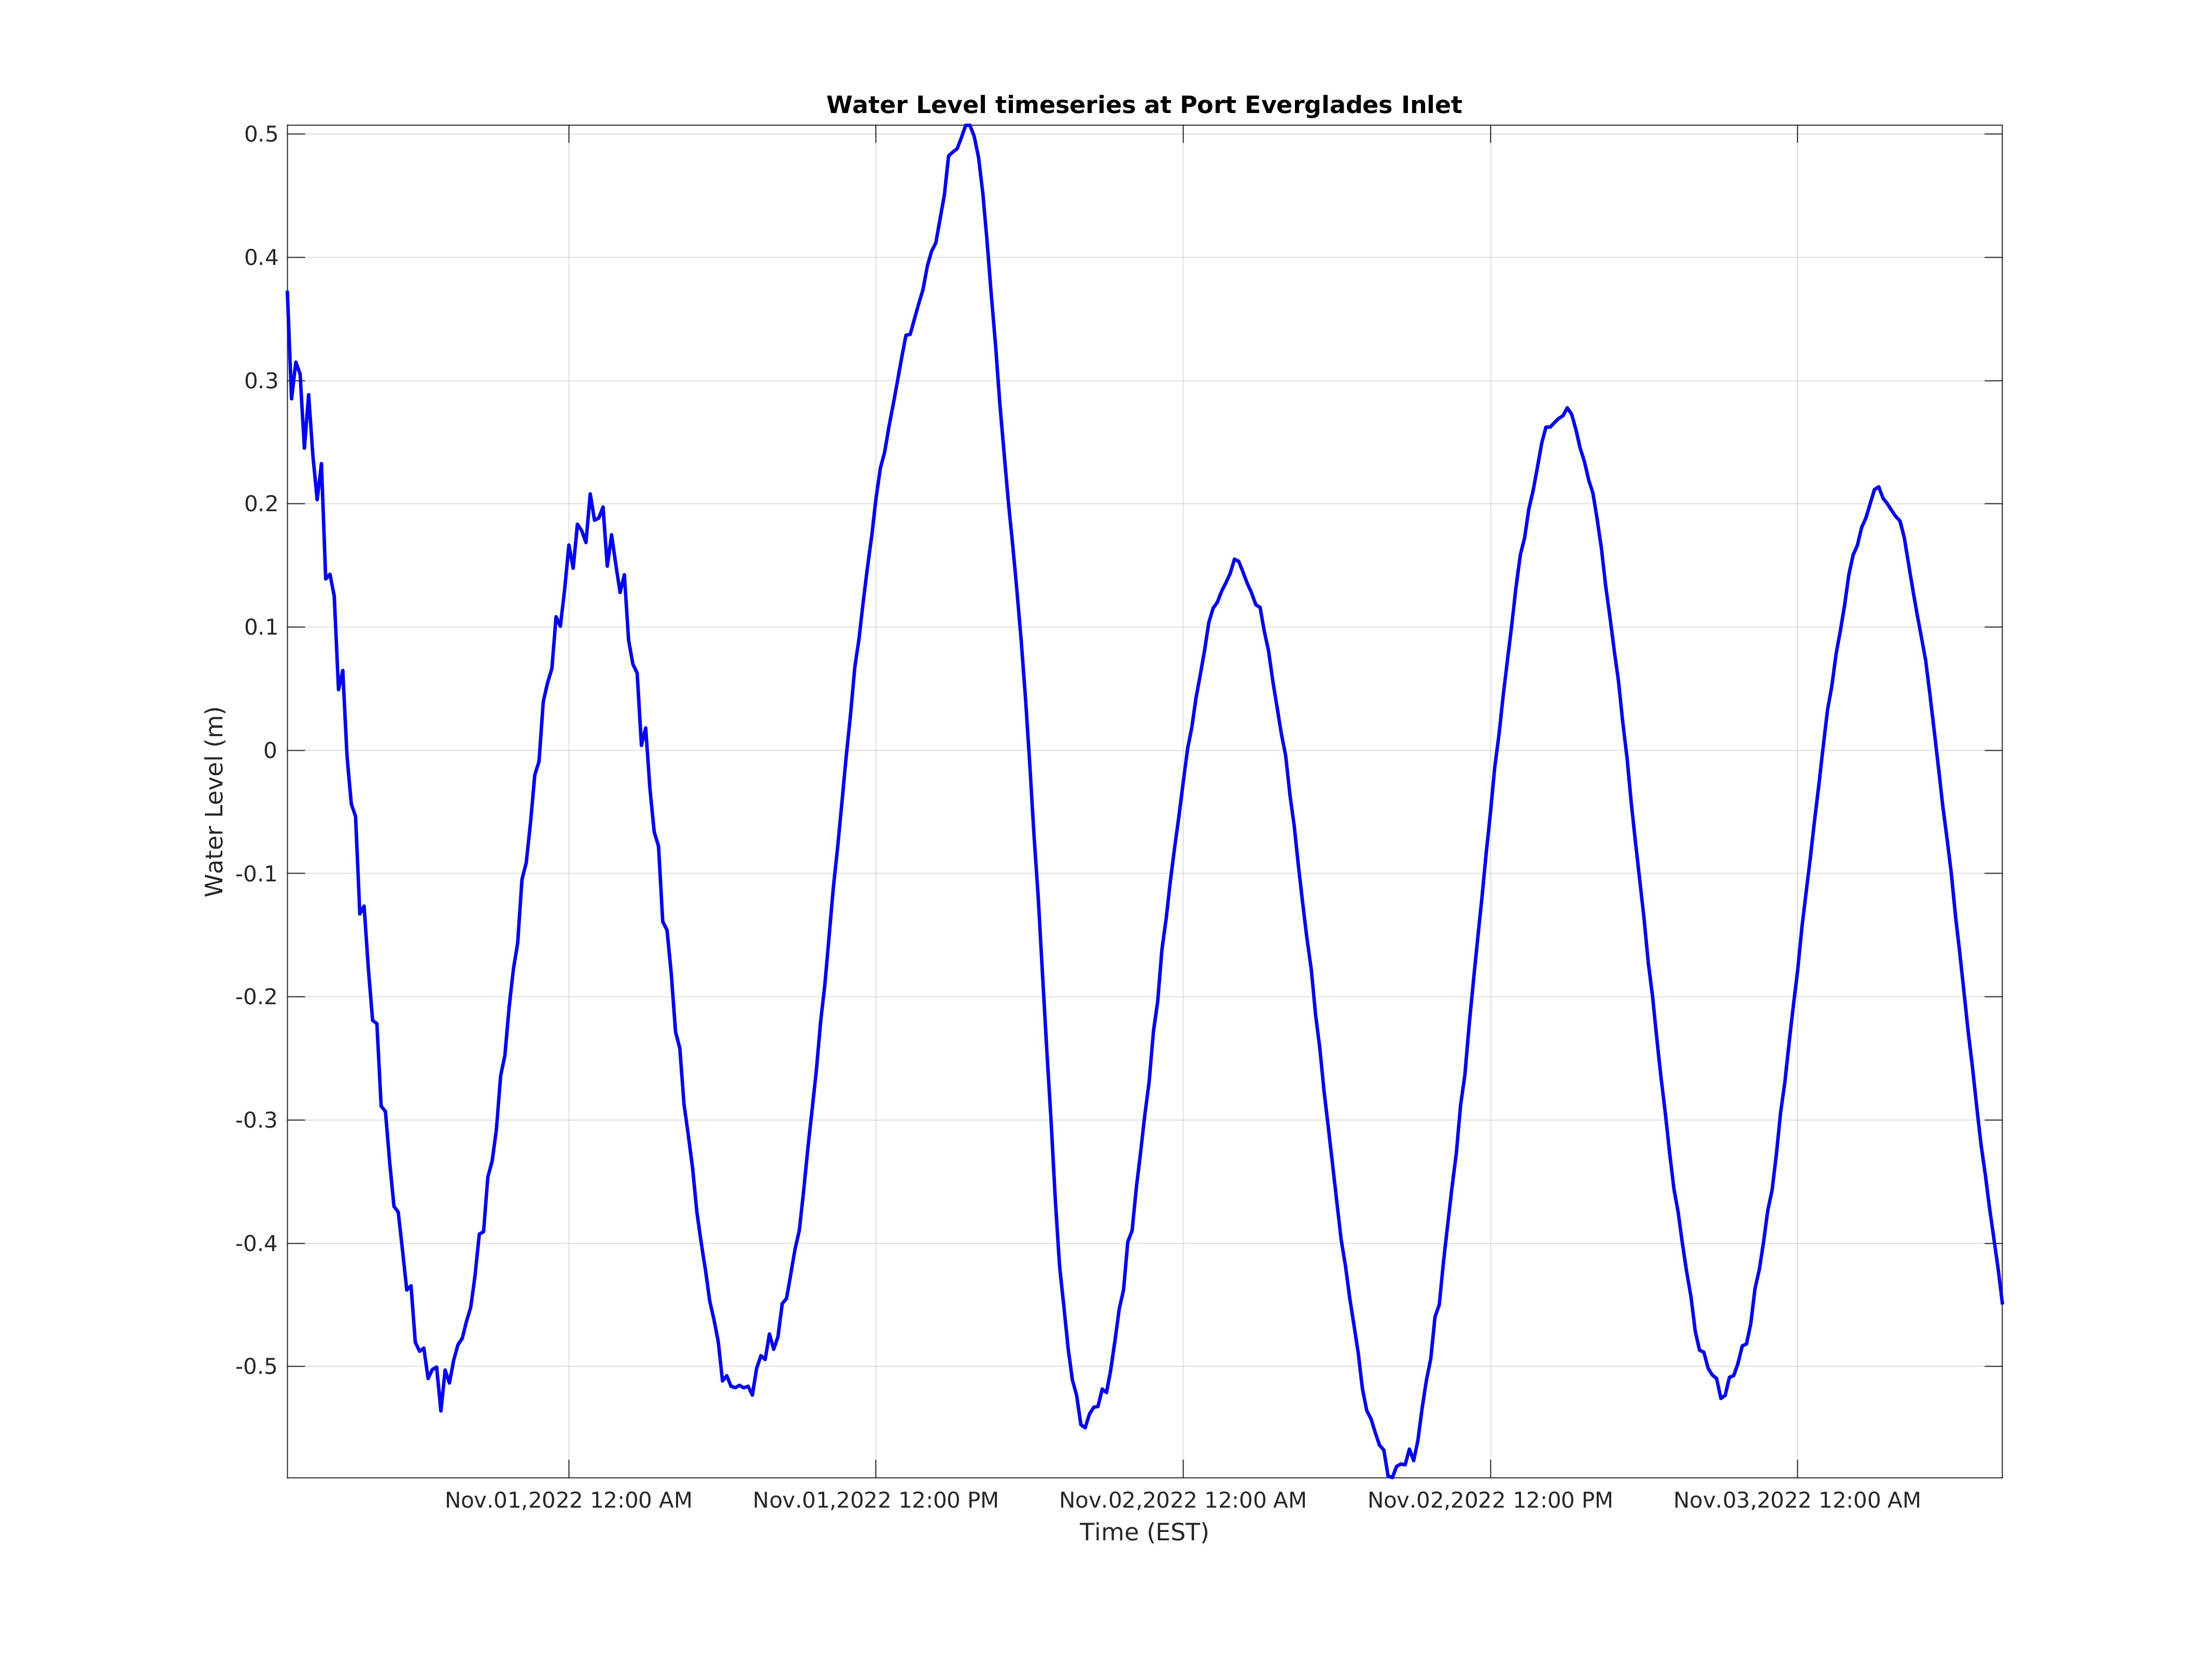 Water Level timeseries at Port Everglades Inlet
0.5
0.4
0.3
0.2
0.1
0
-0.1
-0.2
-0.3
-0.4
-0.5
Water Level (m)
Nov.01,2022 12:00 AM
Nov.01,2022 12:00 PM
Nov.02,2022 12:00 AM
Nov.02,2022 12:00 PM
Nov.03,2022 12:00 AM
Time (EST)